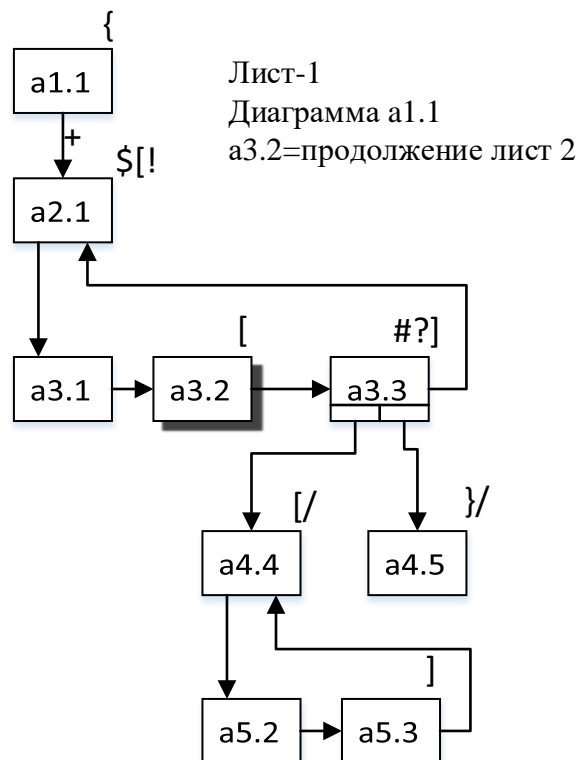 {
a1.1
Лист-1
Диаграмма a1.1
a3.2=продолжение лист 2
+
$[!
a2.1
[
#?]
a3.1
a3.2
a3.3
[/
}/
a4.4
a4.5
]
a5.2
a5.3